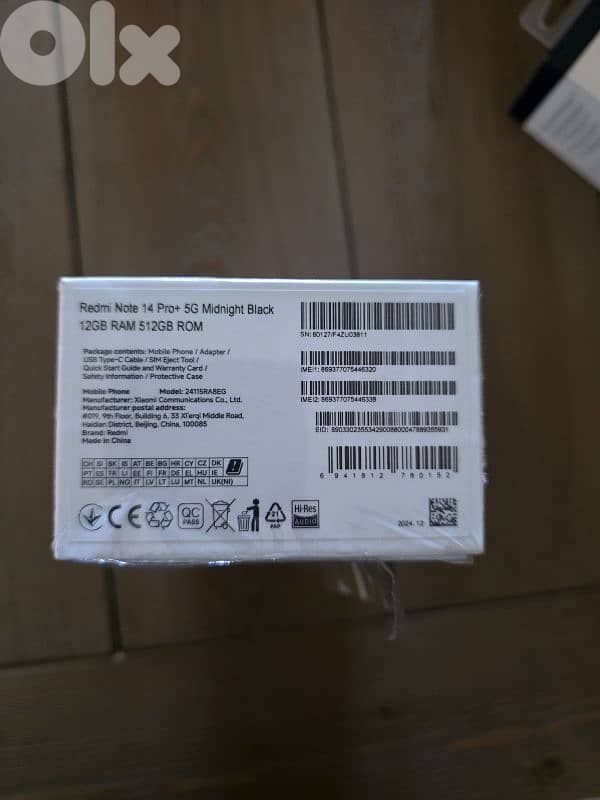 Olx
Redmi Note 14 Pro+ 5G Midnight Black
12GB RAM 512GB ROM
Package contents: Mobile Phone / Adapter /
USB Type-C Cable / SIM Eject Tool /
Quick Start Guide and Warranty Card /
Safety Information / Protective Case
Mobile Phone Model: 24115RA8EG
Manufacturer: Xiaomi Communications Co., Ltd.
Manufacturer postal address:
#019, 9th Floor, Building 6, 33 Xi'erqi Middle Road,
Haidian District, Beijing, China, 100085
Brand: Redmi
Made in China
CH SI SK IS AT BE BG HR CY CZ DK
PT ES TR LI EE FI FR DE EL HU IE
RO SE PL NO IT LV LT LU MT NL UK(NI)
CE
QC
PASS
21
PAP
Hi-Res
AUDIO
SN: 60127/F4ZU03811
IMEI1: 869377075446320
IMEI2: 869377075446338
EID: 89033023553429008800047889365931
6 941812 780152
2024.12